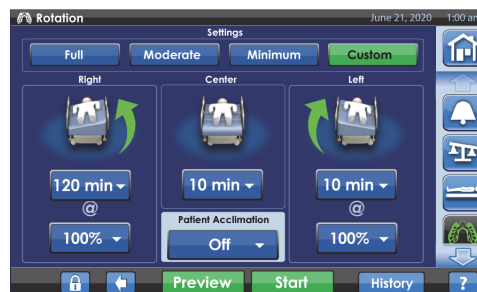 Rotation June 21, 2020 1:00 am
Settings
Full Moderate Minimum Custom
Right Center Left
120 min 10 min 10 min
@ @
Patient Acclimation
100% Off 100%
Preview Start History ?